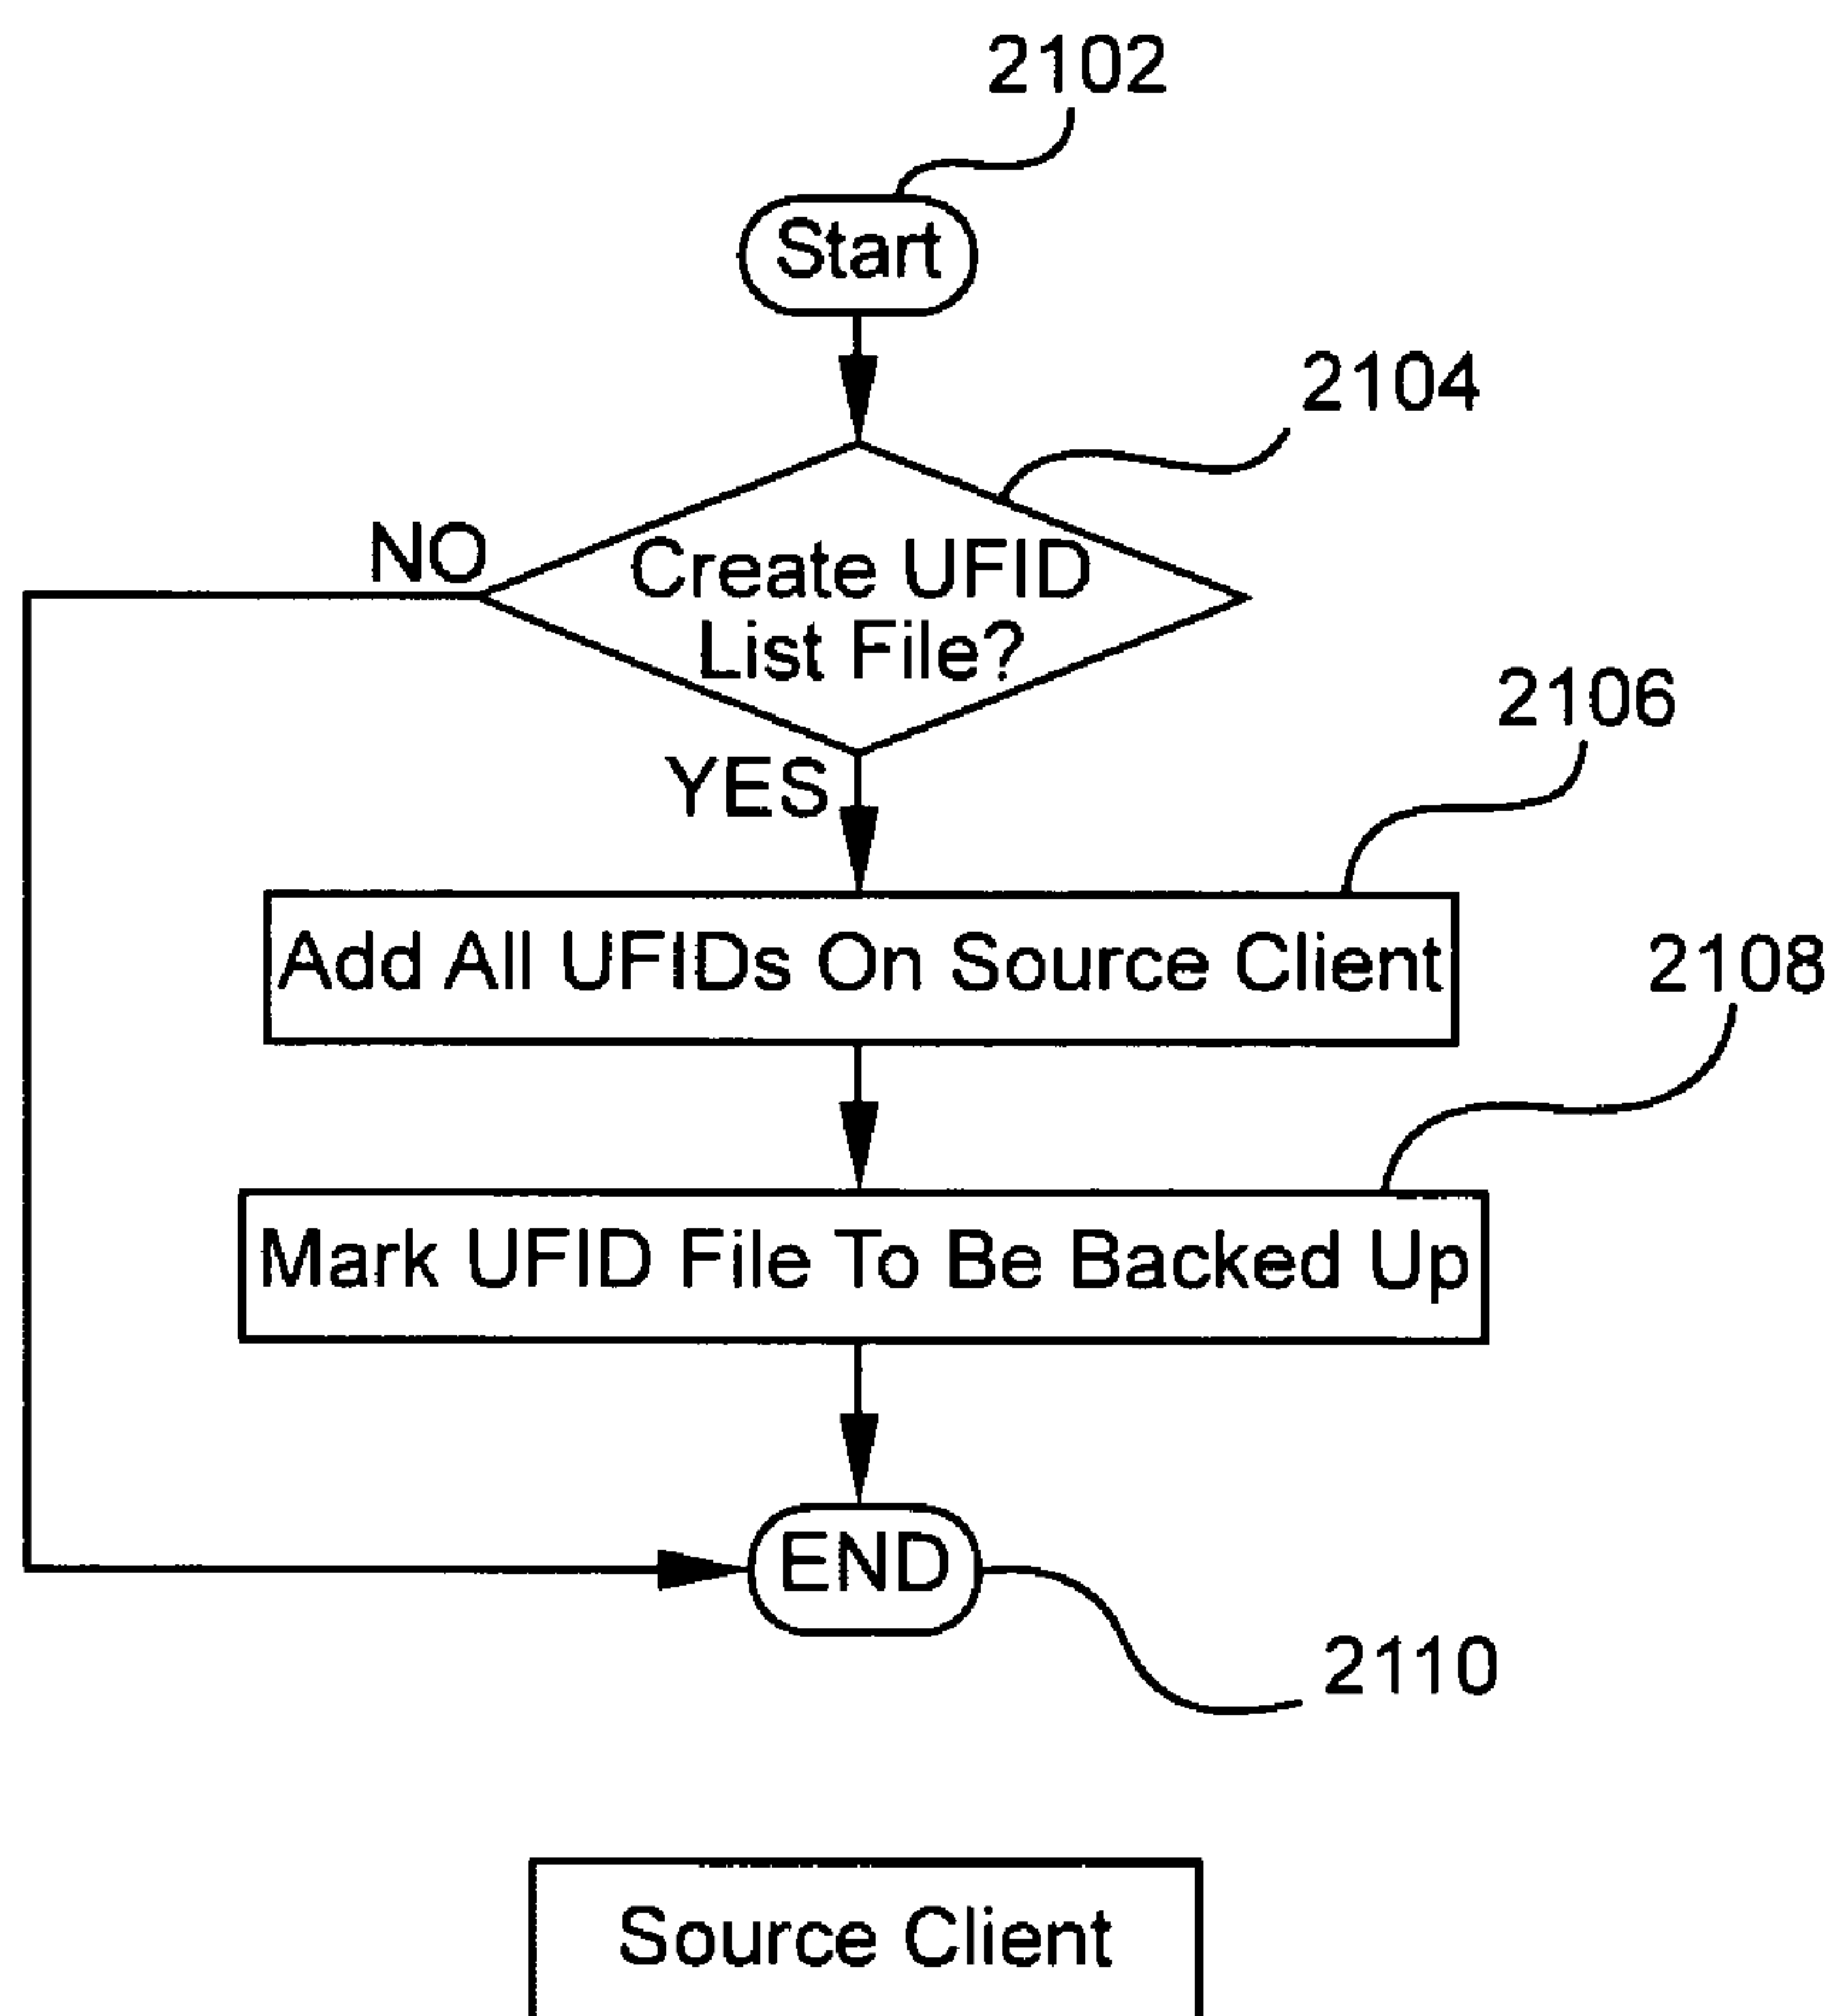 2102
Start
2104
NO
Create UFID
List File?
2106
YES
Add All UFIDs On Source Client
2108
Mark UFID File To Be Backed Up
END
2110
Source Client